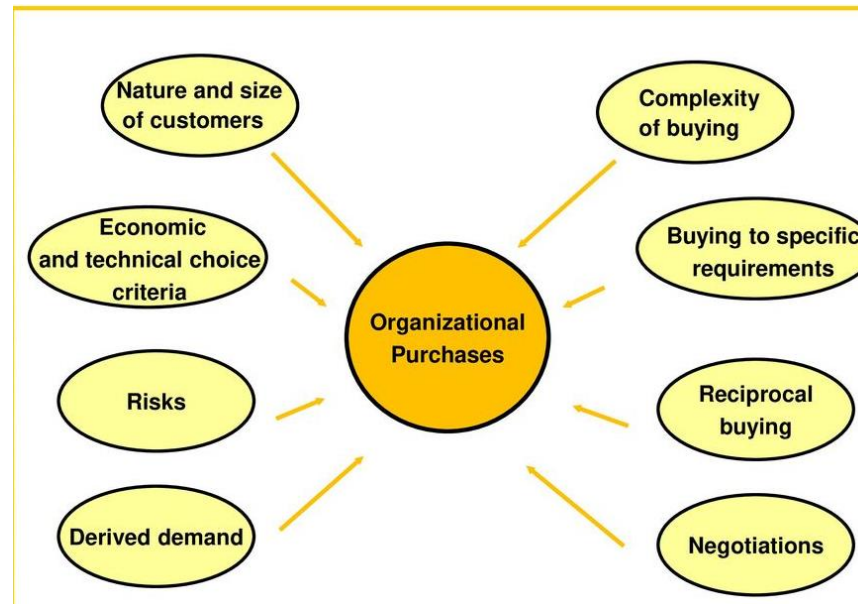 Nature and size
of customers
Complexity
of buying
Economic
and technical choice
criteria
Buying to specific
requirements
Organizational
Purchases
Risks
Reciprocal
buying
Derived demand
Negotiations